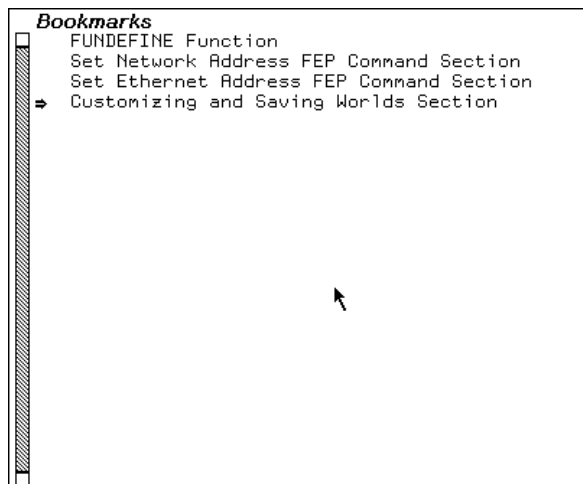 Bookmarks
FUNDEFINE Function
Set Network Address FEP Command Section
Set Ethernet Address FEP Command Section
⇒ Customizing and Saving Worlds Section